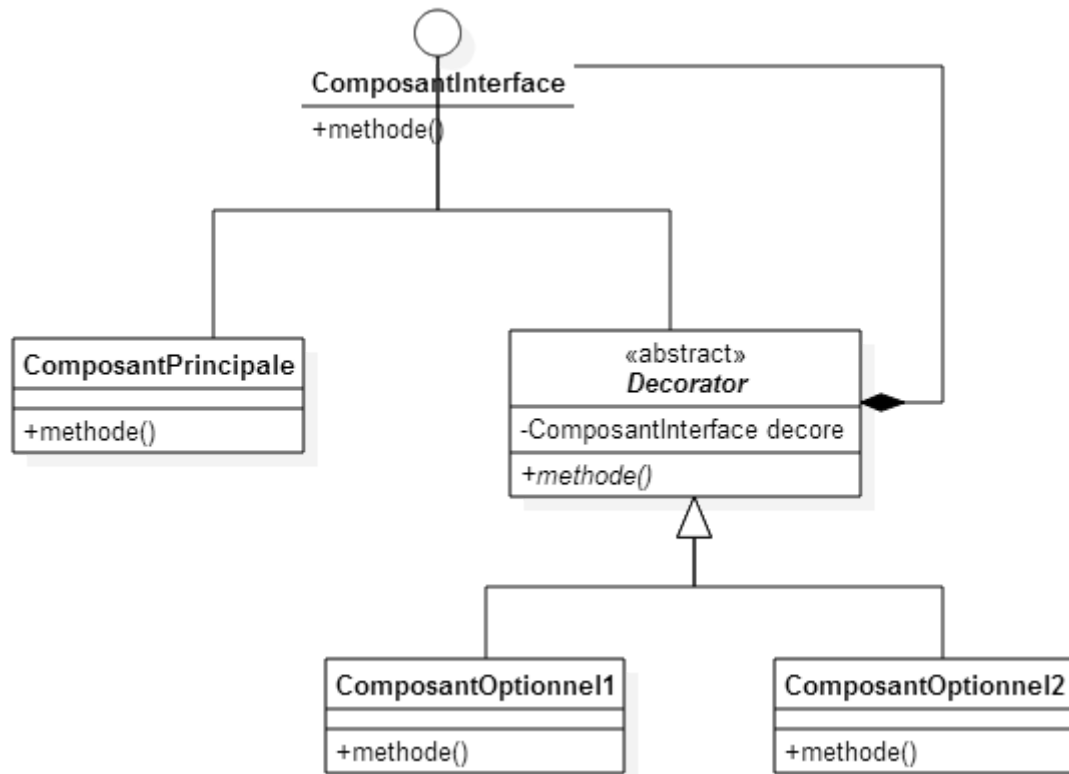 ComposantInterface
+methode()
ComposantPrincipale
+methode()
«abstract»
Decorator
-ComposantInterface decore
+methode()
ComposantOptionnel1
+methode()
ComposantOptionnel2
+methode()